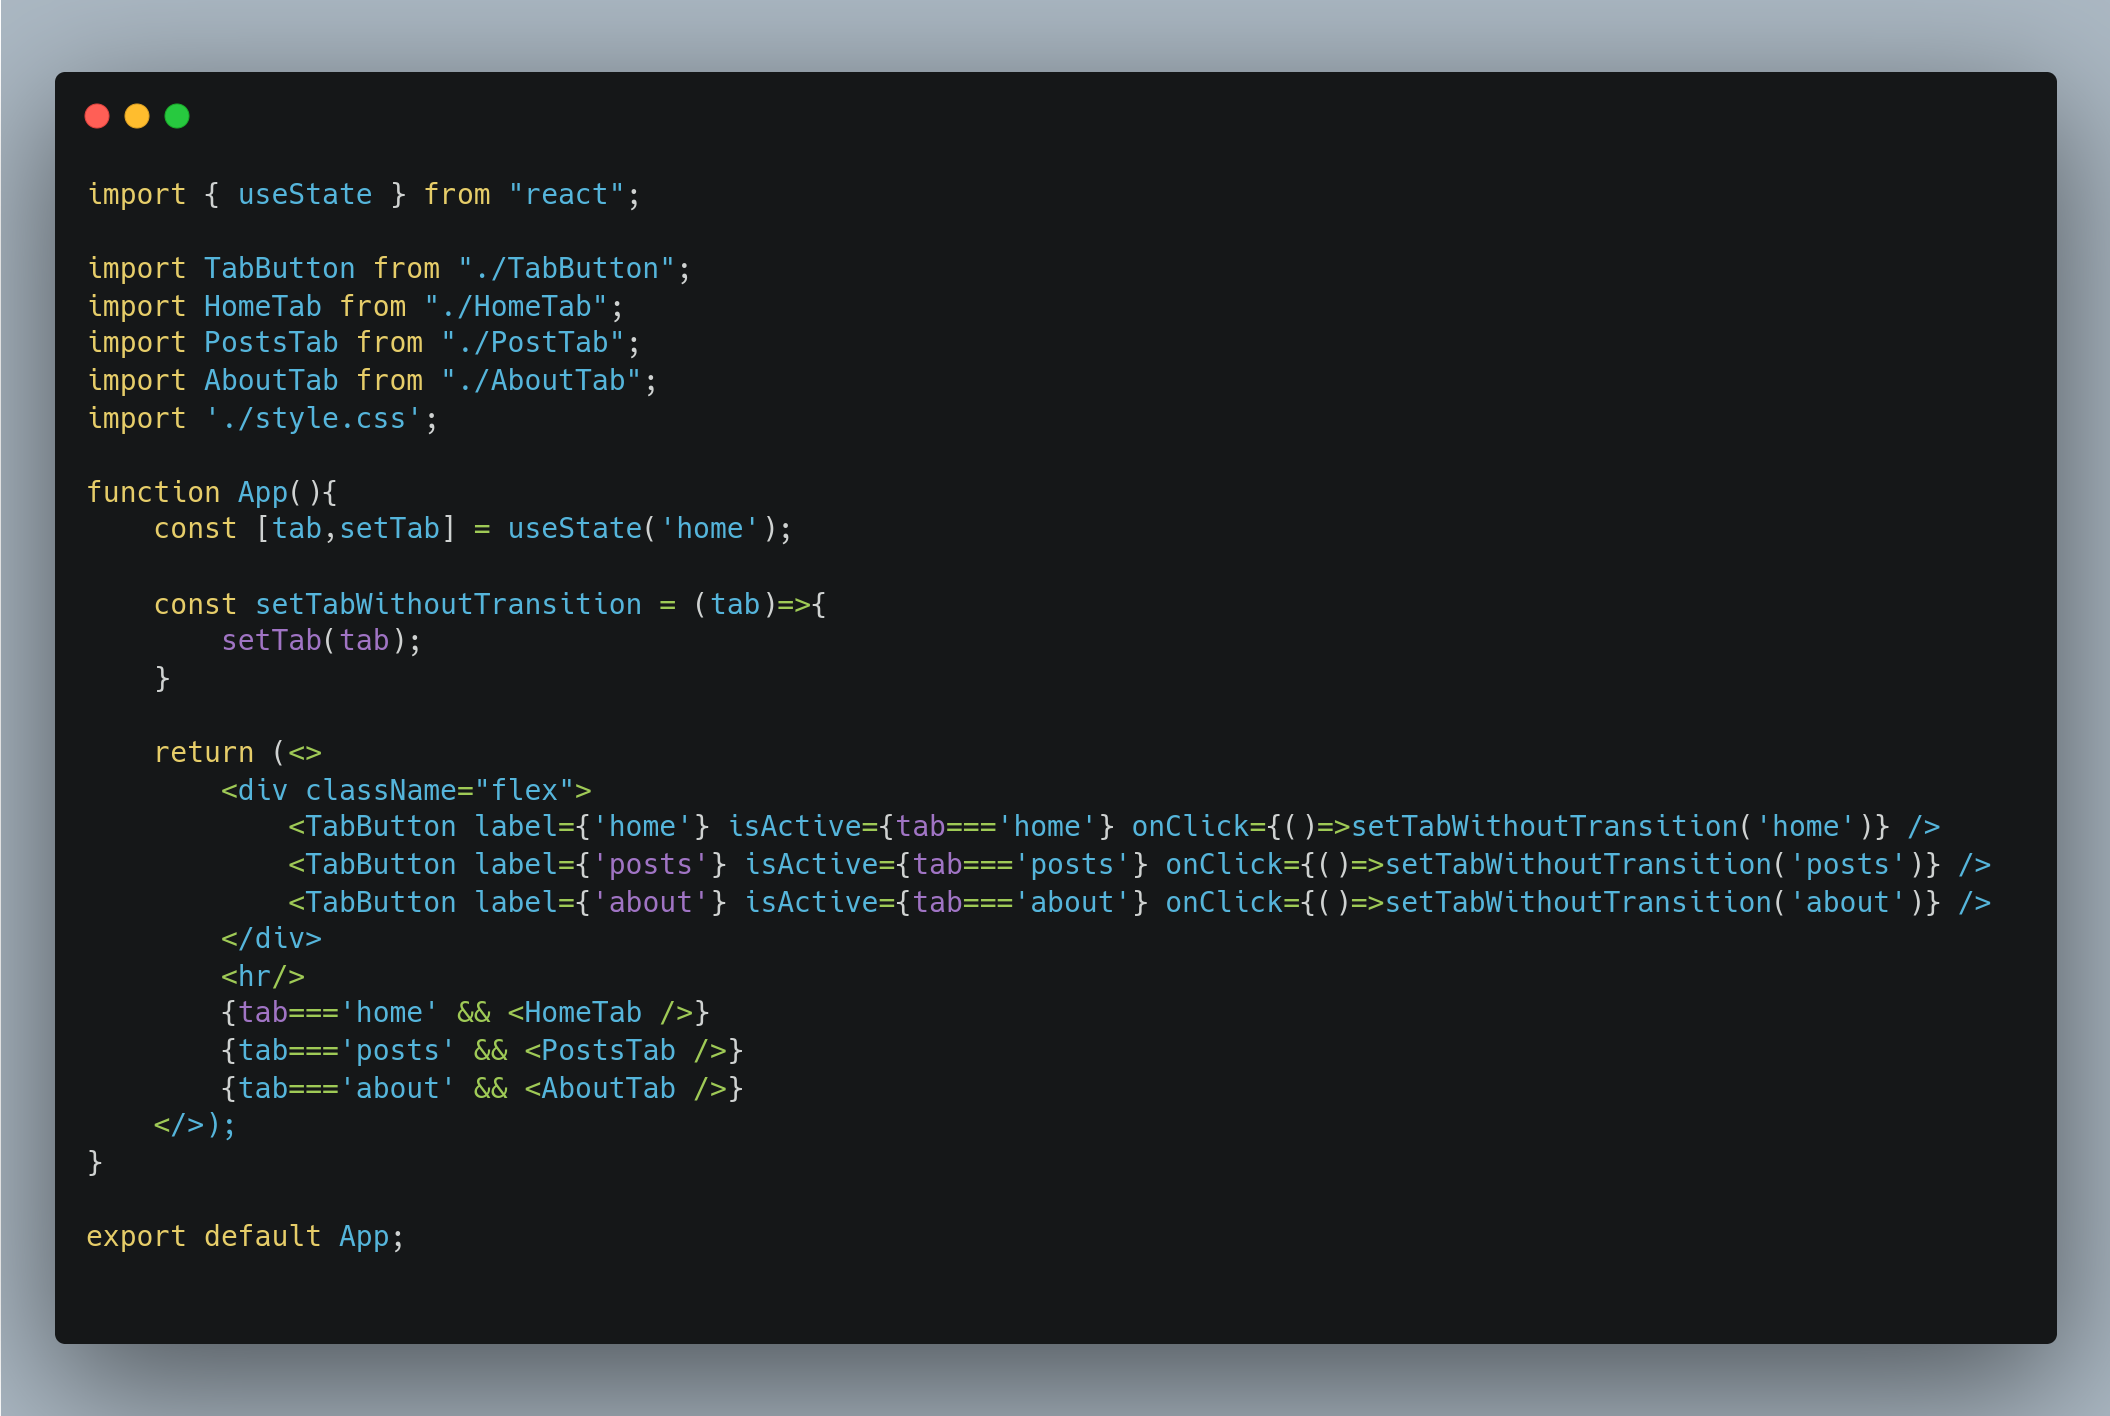 import { useState } from "react";

import TabButton from "./TabButton";
import HomeTab from "./HomeTab";
import PostsTab from "./PostTab";
import AboutTab from "./AboutTab";
import './style.css';

function App(){
    const [tab,setTab] = useState('home');

    const setTabWithoutTransition = (tab)=>{
        setTab(tab);
    }

    return (<>
        <div className="flex">
            <TabButton label={'home'} isActive={tab==='home'} onClick={()=>setTabWithoutTransition('home')} />
            <TabButton label={'posts'} isActive={tab==='posts'} onClick={()=>setTabWithoutTransition('posts')} />
            <TabButton label={'about'} isActive={tab==='about'} onClick={()=>setTabWithoutTransition('about')} />
        </div>
        <hr/>
        {tab==='home' && <HomeTab />}
        {tab==='posts' && <PostsTab />}
        {tab==='about' && <AboutTab />}
    </>);
}

export default App;